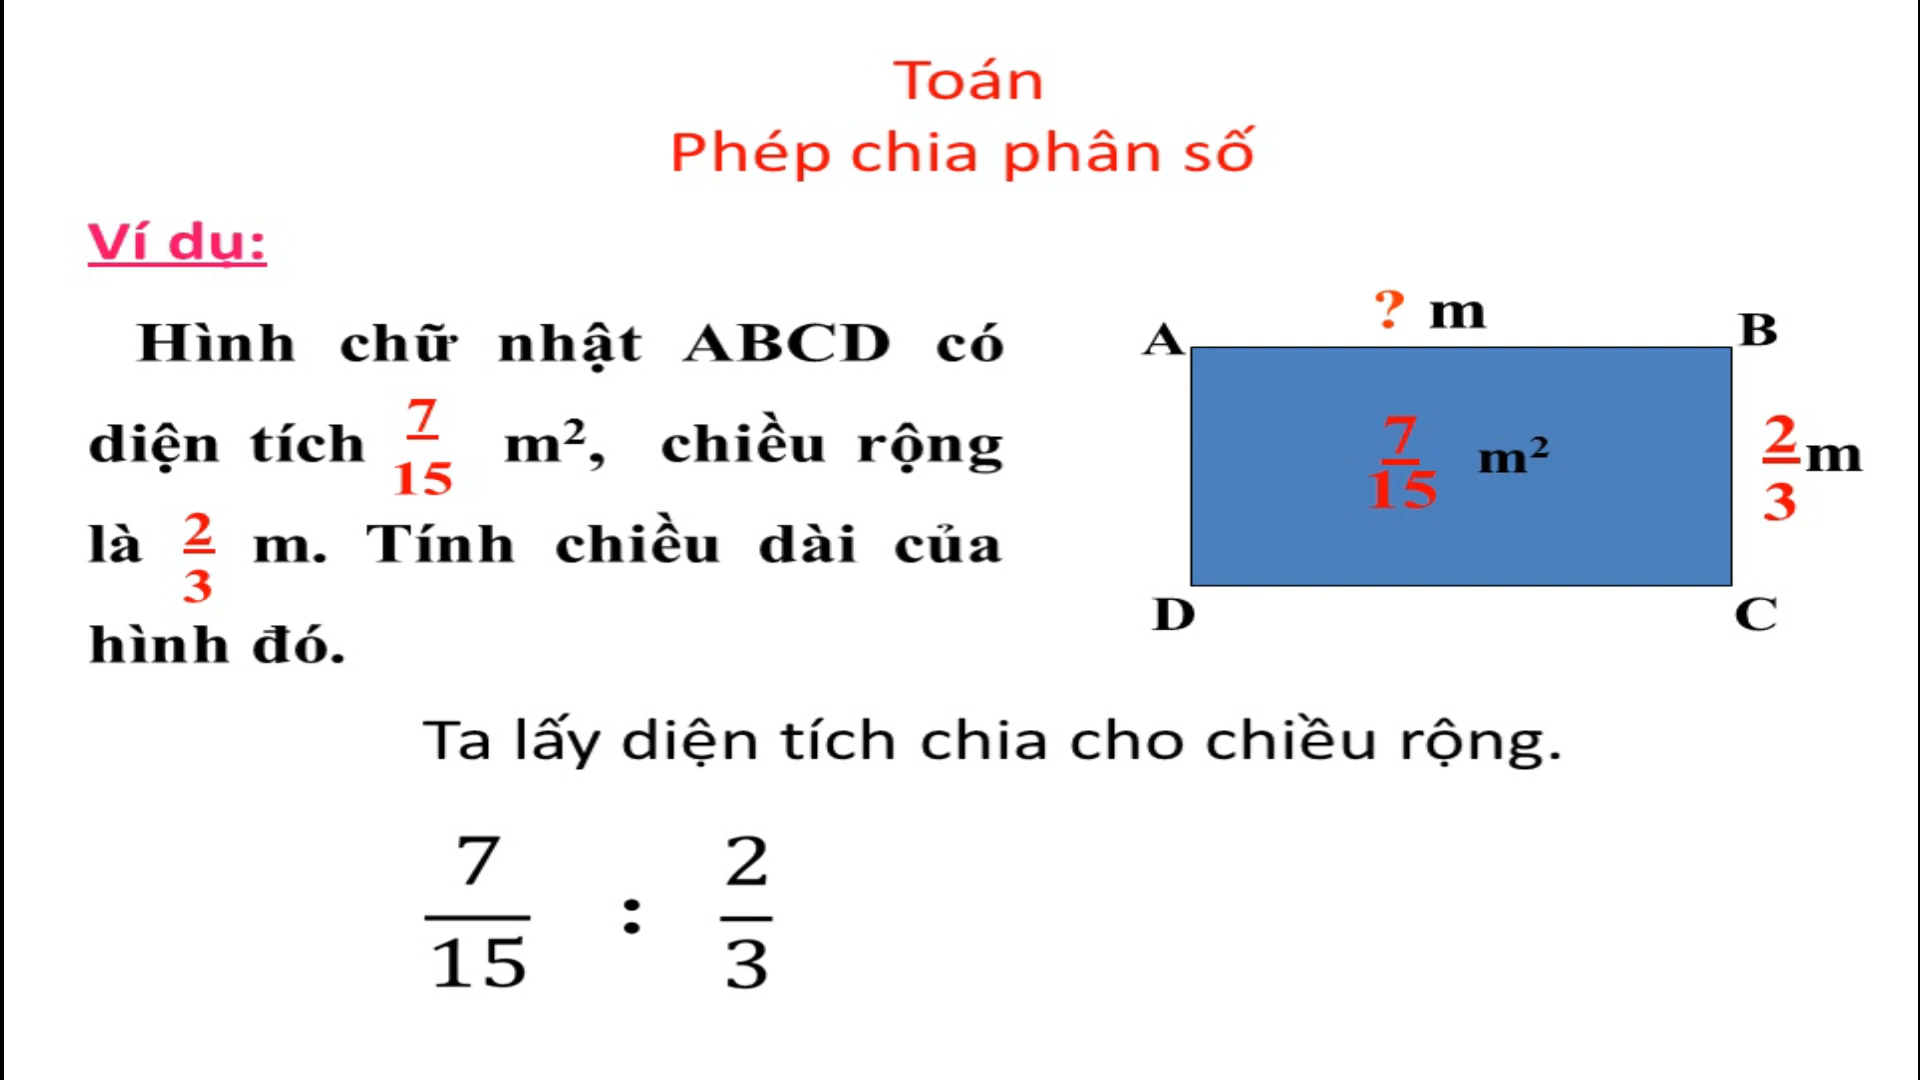 Toán
Phép chia phân số
Ví dụ:
Hình chữ nhật ABCD có
diện tích 7/15 m², chiều rộng
là 2/3 m. Tính chiều dài của
hình đó.
? m
A B
7/15 m² 2/3 m
D C
Ta lấy diện tích chia cho chiều rộng.
7/15 : 2/3